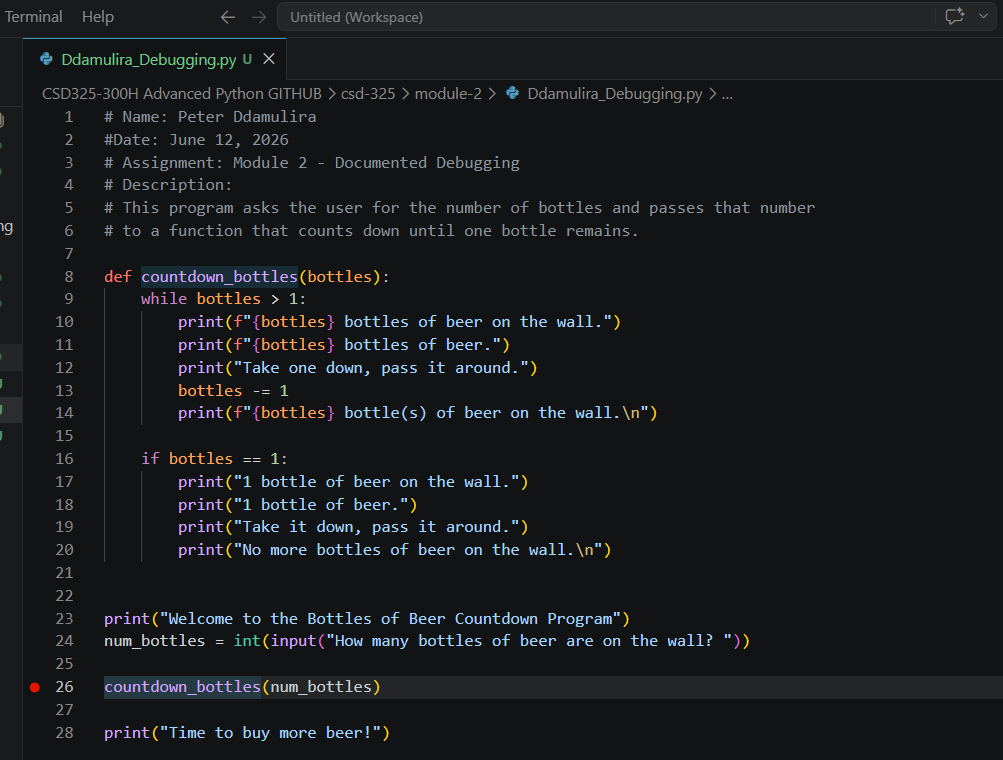 Terminal Help Untitled (Workspace)
Ddamulira_Debugging.py U
CSD325-300H Advanced Python GITHUB > csd-325 > module-2 > Ddamulira_Debugging.py > ...
1 # Name: Peter Ddamulira
2 #Date: June 12, 2026
3 # Assignment: Module 2 - Documented Debugging
4 # Description:
5 # This program asks the user for the number of bottles and passes that number
6 # to a function that counts down until one bottle remains.
7
8 def countdown_bottles(bottles):
9     while bottles > 1:
10         print(f"{bottles} bottles of beer on the wall.")
11         print(f"{bottles} bottles of beer.")
12         print("Take one down, pass it around.")
13         bottles -= 1
14         print(f"{bottles} bottle(s) of beer on the wall.\n")
15
16     if bottles == 1:
17         print("1 bottle of beer on the wall.")
18         print("1 bottle of beer.")
19         print("Take it down, pass it around.")
20         print("No more bottles of beer on the wall.\n")
21
22
23 print("Welcome to the Bottles of Beer Countdown Program")
24 num_bottles = int(input("How many bottles of beer are on the wall? "))
25
26 countdown_bottles(num_bottles)
27
28 print("Time to buy more beer!")